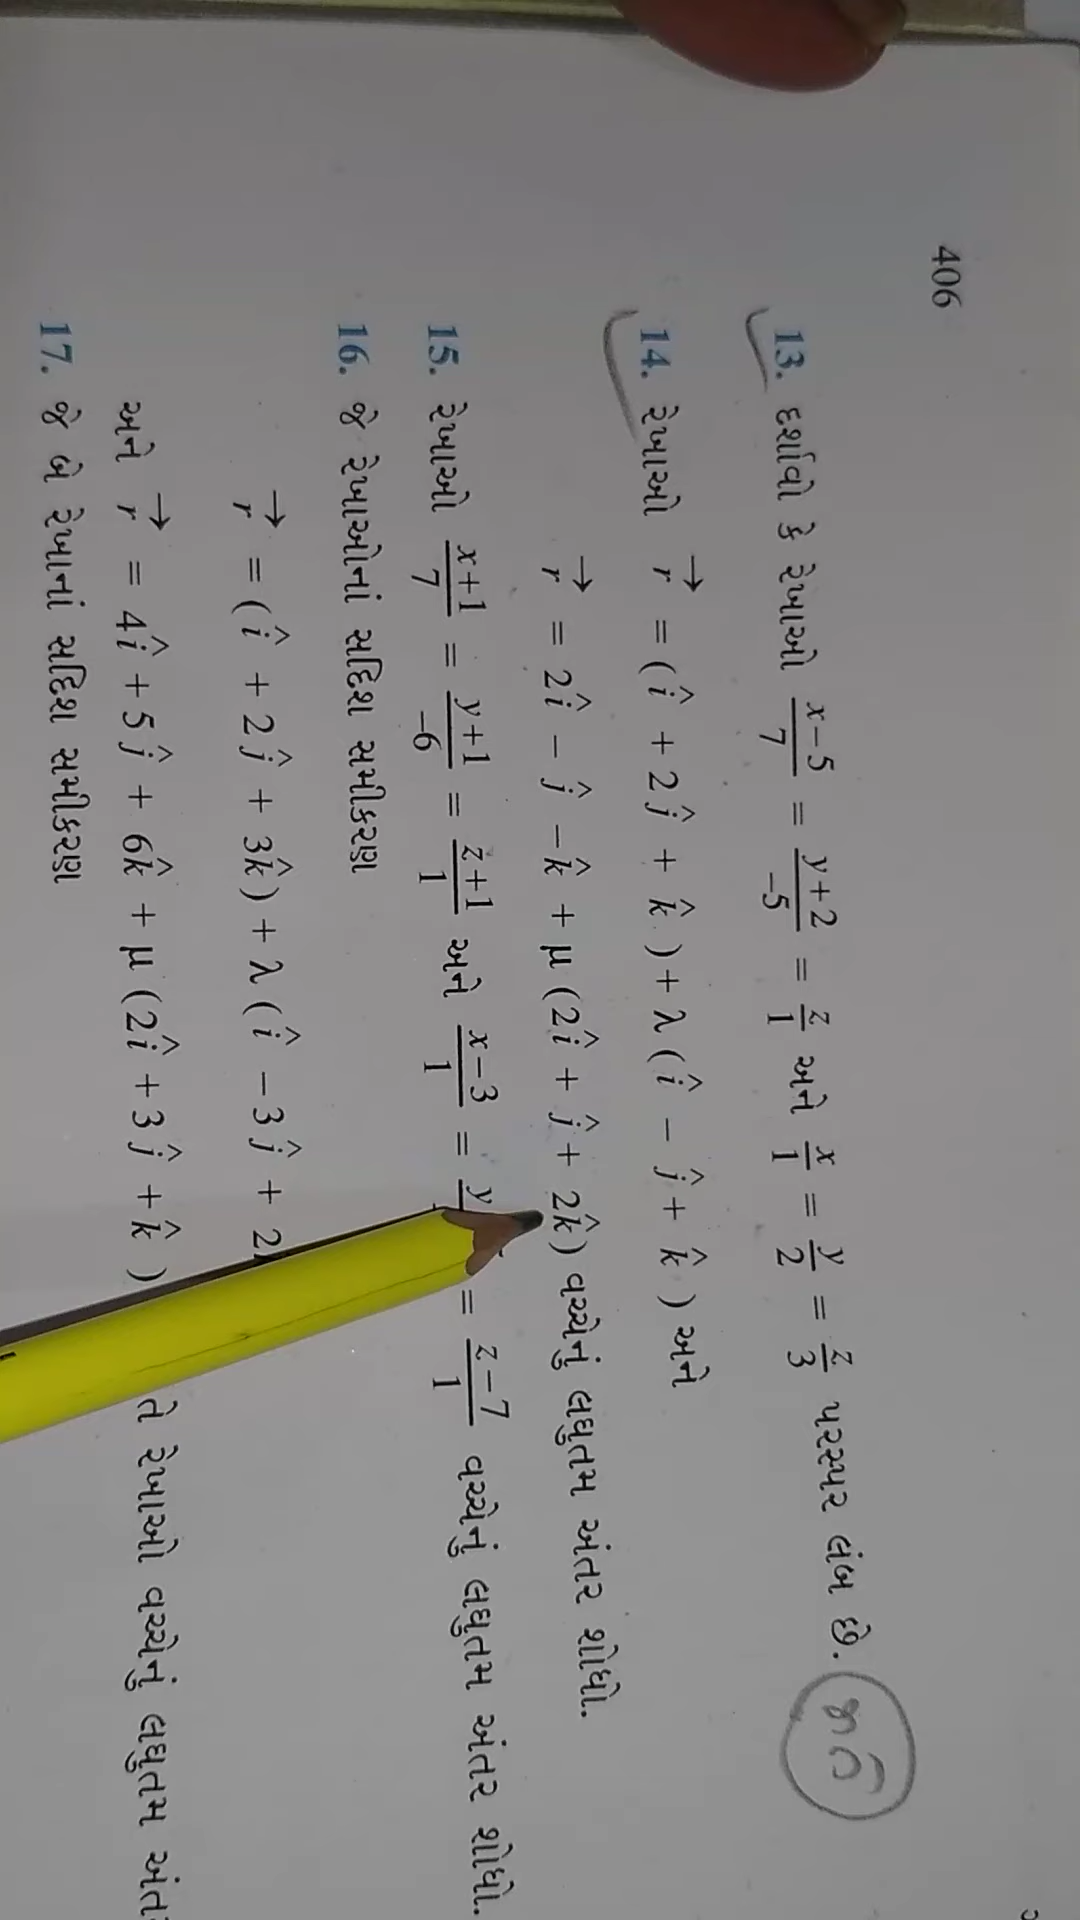 406
13. દર્શાવો કે રેખાઓ (x–5)/7 = (y+2)/–5 = z/1 અને x/1 = y/2 = z/3 પરસ્પર લંબ છે.
14. રેખાઓ r⃗ = (î + 2ĵ + k̂) + λ(î – ĵ + k̂) અને
r⃗ = 2î – ĵ – k̂ + μ(2î + ĵ + 2k̂) વચ્ચેનું લઘુતમ અંતર શોધો.
15. રેખાઓ (x+1)/7 = (y+1)/–6 = (z+1)/1 અને (x–3)/1 = y = (z–7)/1 વચ્ચેનું લઘુતમ અંતર શોધો.
16. જે રેખાઓનાં સદિશ સમીકરણ
r⃗ = (î + 2ĵ + 3k̂) + λ(î – 3ĵ + 2
અને r⃗ = 4î + 5ĵ + 6k̂ + μ(2î + 3ĵ + k̂) તે રેખાઓ વચ્ચેનું લઘુતમ
17. જે બે રેખાનાં સદિશ સમીકરણ